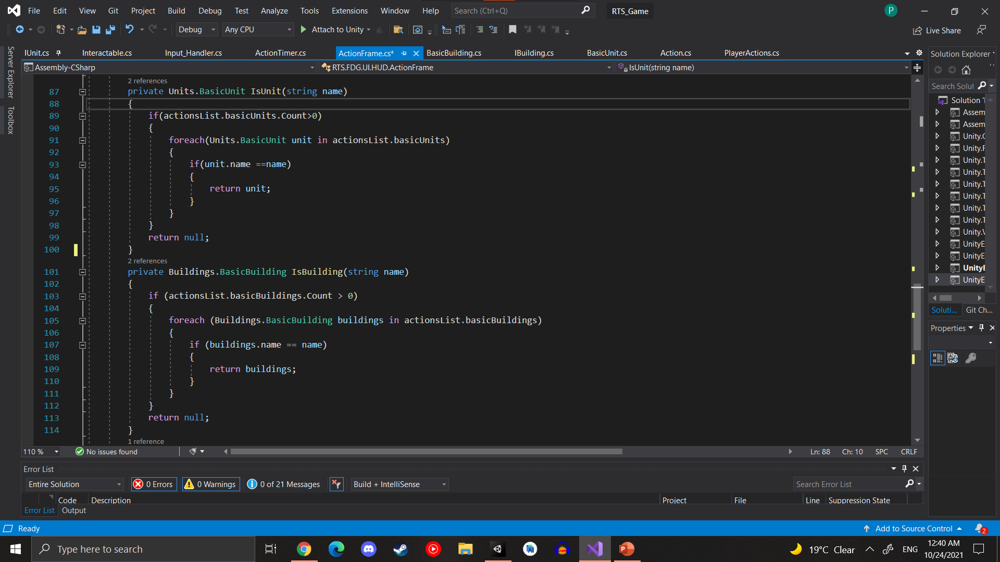 File Edit View Git Project Build Debug Test Analyze Tools Extensions Window Help Search (Ctrl+Q) RTS_Game P
Debug Any CPU Attach to Unity Live Share
IUnit.cs Interactable.cs Input_Handler.cs ActionTimer.cs ActionFrame.cs* BasicBuilding.cs IBuilding.cs BasicUnit.cs Action.cs PlayerActions.cs
Assembly-CSharp RTS.FDG.UI.HUD.ActionFrame IsUnit(string name)
Server Explorer
Toolbox
2 references
87 private Units.BasicUnit IsUnit(string name)
88 {
89 if(actionsList.basicUnits.Count>0)
90 {
91 foreach(Units.BasicUnit unit in actionsList.basicUnits)
92 {
93 if(unit.name ==name)
94 {
95 return unit;
96 }
97 }
98 }
99 return null;
100 }
2 references
101 private Buildings.BasicBuilding IsBuilding(string name)
102 {
103 if (actionsList.basicBuildings.Count > 0)
104 {
105 foreach (Buildings.BasicBuilding buildings in actionsList.basicBuildings)
106 {
107 if (buildings.name == name)
108 {
109 return buildings;
110 }
111 }
112 }
113 return null;
114 }
1 reference
110 % No issues found Ln: 88 Ch: 10 SPC CRLF
Error List
Entire Solution 0 Errors 0 Warnings 0 of 21 Messages Build + IntelliSense Search Error List
Code Description Project File Line Suppression State
Error List Output
Solution Explorer
Search Solut
Solution '
Assem
Assem
Unity.C
Unity.F
Unity.T
Unity.T
Unity.T
Unity.T
Unity.T
Unity.T
Unity.V
UnityE
UnityE
UnityE
UnityE
Soluti... Git Ch...
Properties
Ready Add to Source Control 2
Type here to search 19°C Clear ENG 12:40 AM
10/24/2021